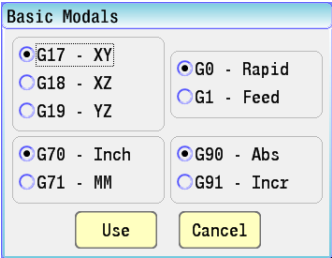 Basic Modals
G17 - XY
G18 - XZ
G19 - YZ
G0 - Rapid
G1 - Feed
G70 - Inch
G71 - MM
G90 - Abs
G91 - Incr
Use
Cancel